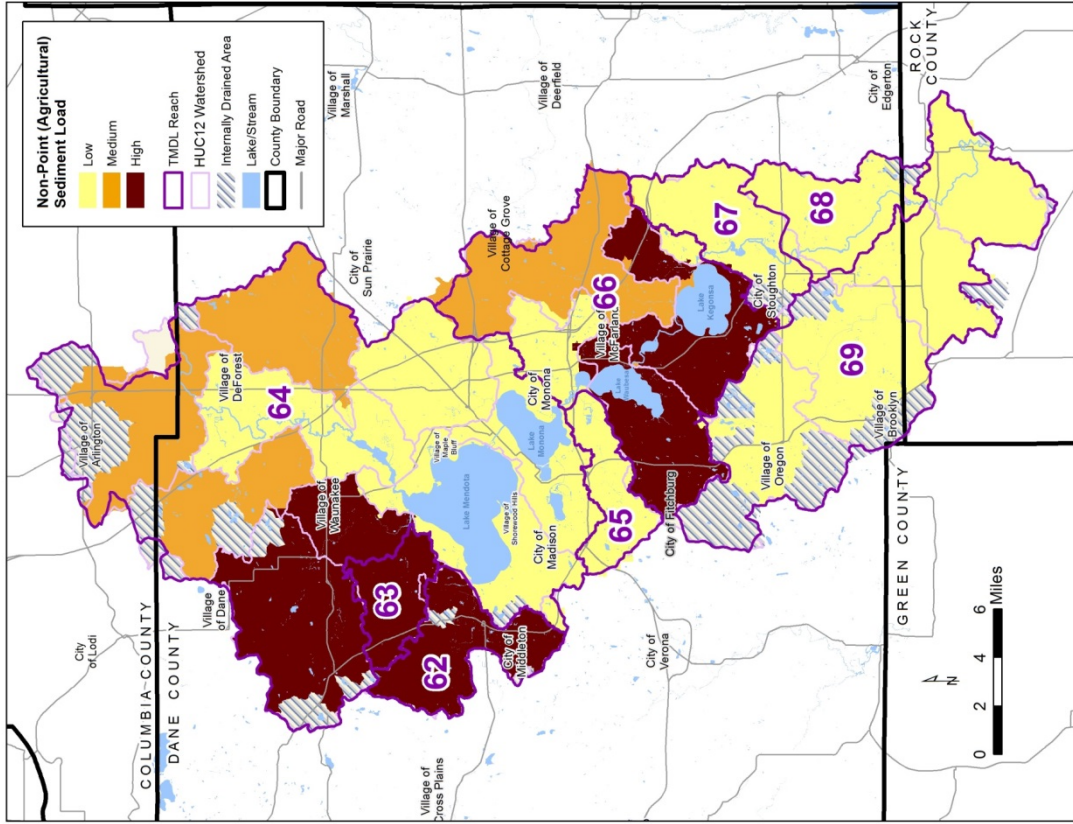 Non-Point (Agricultural)
Sediment Load
Low
Medium
High
TMDL Reach
HUC12 Watershed
Internally Drained Area
Lake/Stream
County Boundary
Major Road
COLUMBIA COUNTY
DANE COUNTY
City
of Lodi
Village of
Arlington
Village
of Dane
Village of
DeForest
64
Village of
Waunakee
City of
Sun Prairie
Village of
Marshall
63
62
Village of
Cross Plains
City of
Middleton
Lake Mendota
Village of
Maple
Bluff
Village of
Shorewood Hills
City of
Madison
Lake
Monona
City of
Monona
Village of
Cottage Grove
Village of
Deerfield
65
66
Village of
McFarland
Lake
Waubesa
City of
Verona
City of Fitchburg
Lake
Kegonsa
67
City of
Stoughton
68
Village of
Oregon
69
Village of
Brooklyn
City of
Edgerton
GREEN COUNTY
ROCK
COUNTY
N
0 2 4 6
Miles